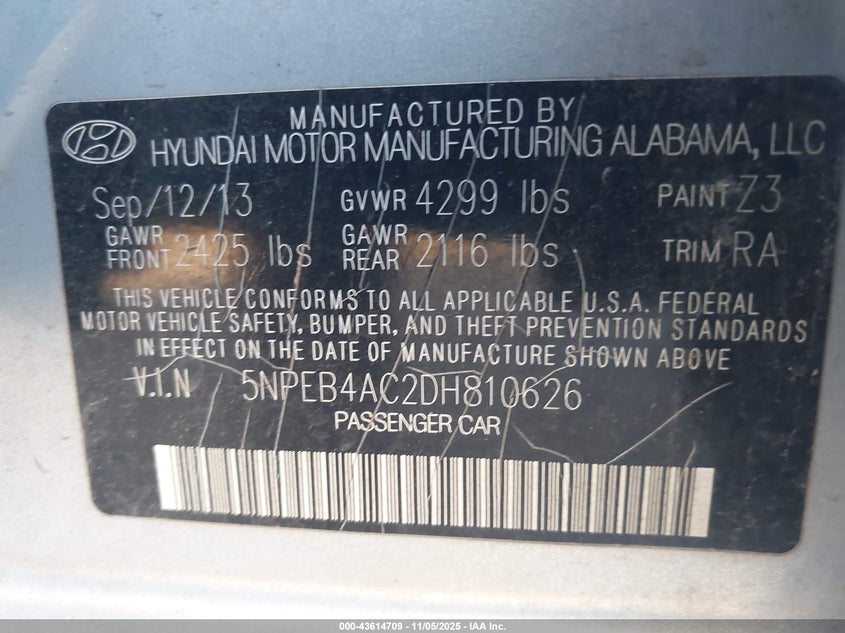 MANUFACTURED BY
HYUNDAI MOTOR MANUFACTURING ALABAMA, LLC
Sep/12/13 GVWR 4299 lbs PAINT Z3
GAWR FRONT 2425 lbs GAWR REAR 2116 lbs TRIM RA
THIS VEHICLE CONFORMS TO ALL APPLICABLE U.S.A. FEDERAL
MOTOR VEHICLE SAFETY, BUMPER, AND THEFT PREVENTION STANDARDS
IN EFFECT ON THE DATE OF MANUFACTURE SHOWN ABOVE
V.I.N 5NPEB4AC2DH810626
PASSENGER CAR
000-43614709 - 11/05/2025 - IAA Inc.